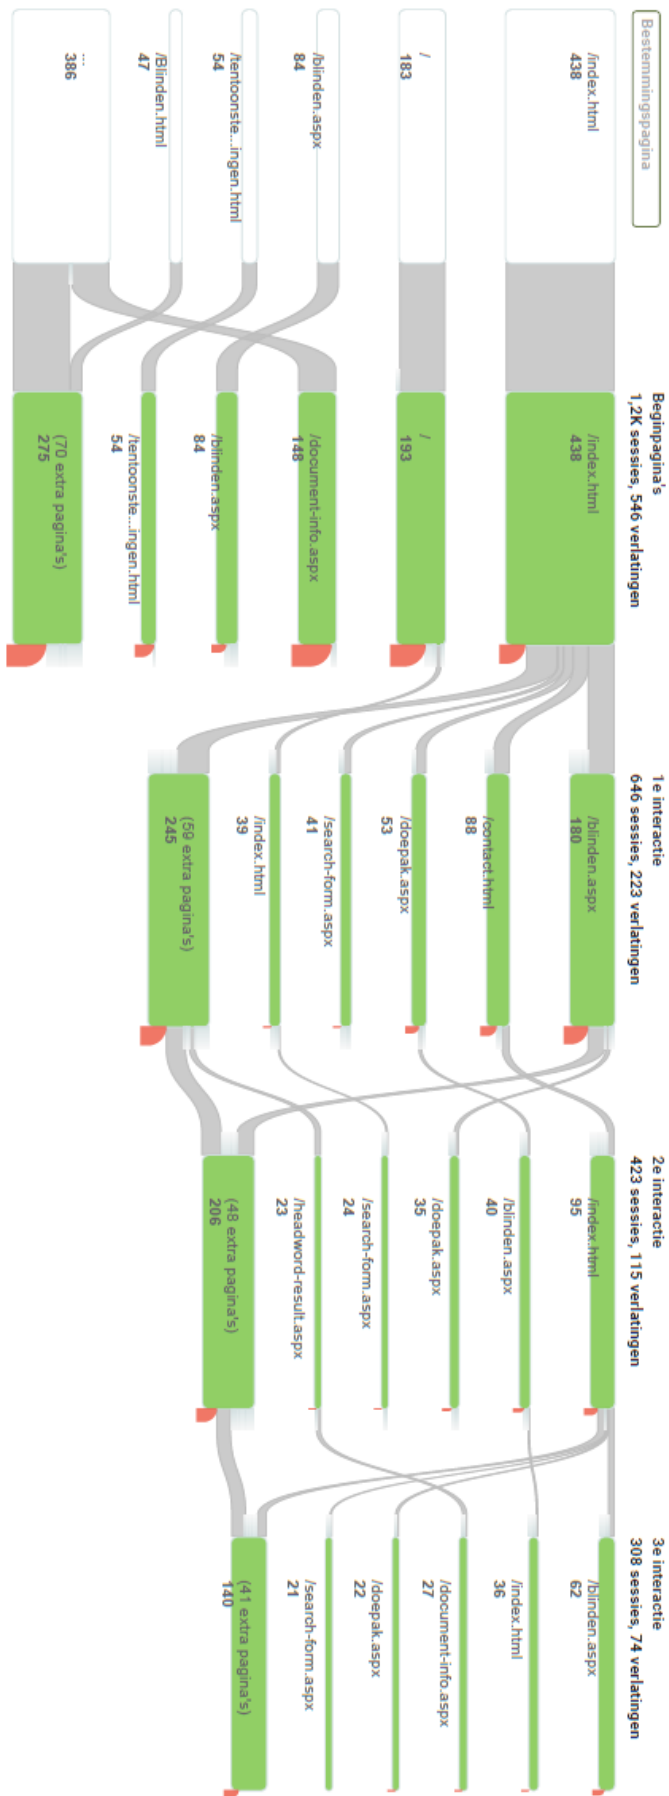 Bestemmingspagina
/index.html
438
/
183
/blinden.aspx
84
/tentoonste...ingen.html
54
/Blinden.html
47
...
386
Beginpagina's
1,2K sessies, 546 verlatingen
/index.html
438
/
193
/document-info.aspx
148
/blinden.aspx
84
/tentoonste...ingen.html
54
(70 extra pagina's)
275
1e interactie
646 sessies, 223 verlatingen
/blinden.aspx
180
/contact.html
88
/doepak.aspx
53
/search-form.aspx
41
/index.html
39
(59 extra pagina's)
245
2e interactie
423 sessies, 115 verlatingen
/index.html
95
/blinden.aspx
40
/doepak.aspx
35
/search-form.aspx
24
/headword-result.aspx
23
(48 extra pagina's)
206
3e interactie
308 sessies, 74 verlatingen
/blinden.aspx
62
/index.html
36
/document-info.aspx
27
/doepak.aspx
22
/search-form.aspx
21
(41 extra pagina's)
140